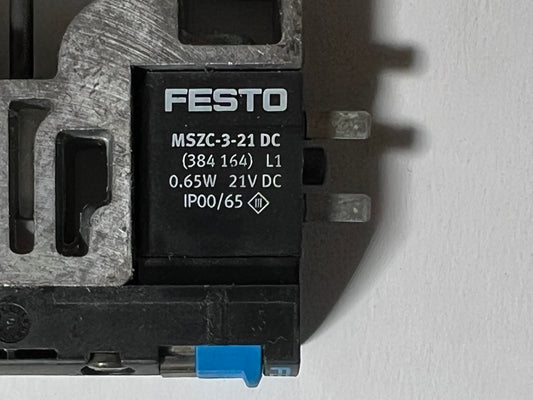 FESTO
MSZC-3-21 DC
(384 164) L1
0.65W 21V DC
IP00/65